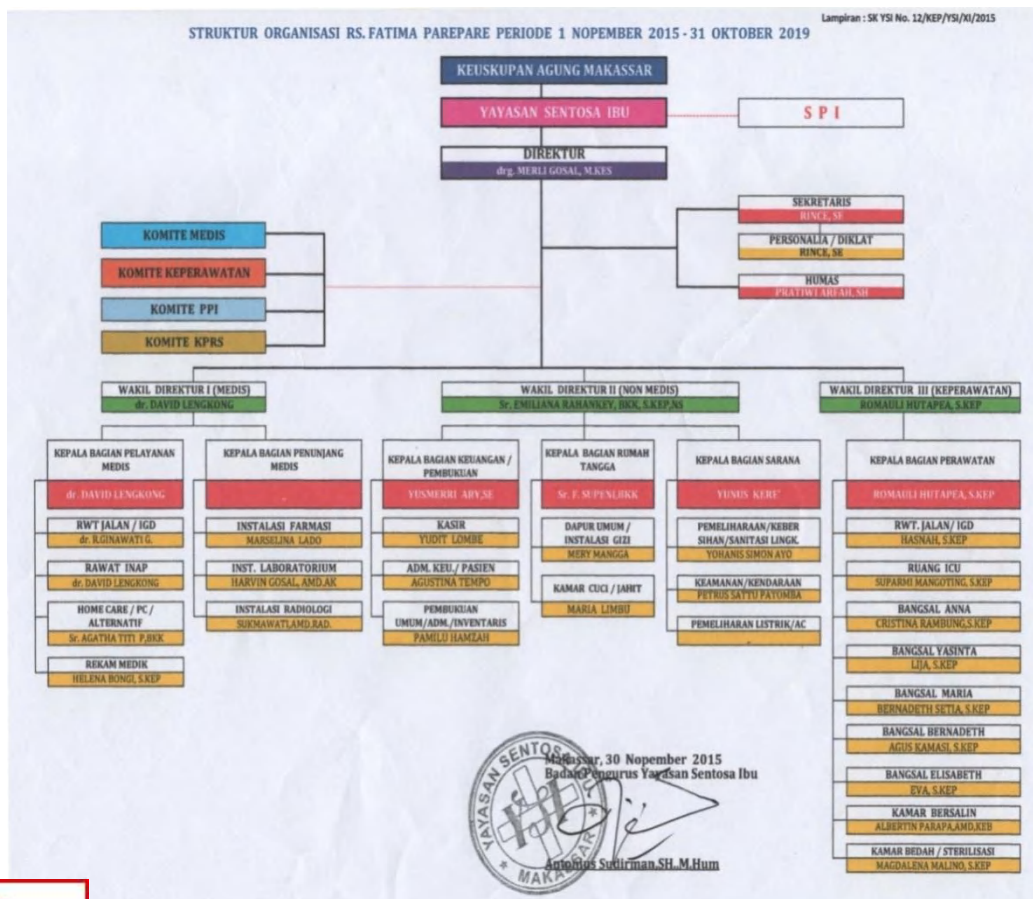 Lampiran : SK YSI No. 12/KEP/YSI/XI/2015
STRUKTUR ORGANISASI RS. FATIMA PAREPARE PERIODE 1 NOPEMBER 2015 - 31 OKTOBER 2019
KEUSKUPAN AGUNG MAKASSAR
YAYASAN SENTOSA IBU
S P I
DIREKTUR
drg. MERLI GOSAL, M.KES
SEKRETARIS
RINCE, SE
PERSONALIA / DIKLAT
RINCE, SE
HUMAS
PRATIWI ARFAH, SH
KOMITE MEDIS
KOMITE KEPERAWATAN
KOMITE PPI
KOMITE KPRS
WAKIL DIREKTUR I (MEDIS)
dr. DAVID LENGKONG
WAKIL DIREKTUR II (NON MEDIS)
Sr. EMILIANA RAHANKEY, BKK, S.KEP,NS
WAKIL DIREKTUR III (KEPERAWATAN)
ROMAULI HUTAPEA, S.KEP
KEPALA BAGIAN PELAYANAN
MEDIS
dr. DAVID LENGKONG
RWT JALAN / IGD
dr. R.GINAWATI G.
RAWAT INAP
dr. DAVID LENGKONG
HOME CARE / PC /
ALTERNATIF
Sr. AGATHA TITI P,BKK
REKAM MEDIK
HELENA BONGI, S.KEP
KEPALA BAGIAN PENUNJANG
MEDIS
INSTALASI FARMASI
MARSELINA LADO
INST. LABORATORIUM
HARVIN GOSAL, AMD.AK
INSTALASI RADIOLOGI
SUKMAWATI,AMD.RAD.
KEPALA BAGIAN KEUANGAN /
PEMBUKUAN
YUSMERRI ABY,SE
KASIR
YUDIT LOMBE
ADM. KEU./ PASIEN
AGUSTINA TEMPO
PEMBUKUAN
UMUM/ADM./INVENTARIS
PAMILU HAMZAH
KEPALA BAGIAN RUMAH
TANGGA
Sr. F. SUPENI,BKK
DAPUR UMUM /
INSTALASI GIZI
MERY MANGGA
KAMAR CUCI / JAHIT
MARIA LIMBU
KEPALA BAGIAN SARANA
YUNUS KERE'
PEMELIHARAAN/KEBER
SIHAN/SANITASI LINGK.
YOHANIS SIMON AYO
KEAMANAN/KENDARAAN
PETRUS SATTU PAYOMBA
PEMELIHARAN LISTRIK/AC
KEPALA BAGIAN PERAWATAN
ROMAULI HUTAPEA, S.KEP
RWT. JALAN/ IGD
HASNAH, S.KEP
RUANG ICU
SUPARMI MANGOTING, S.KEP
BANGSAL ANNA
CRISTINA RAMBUNG,S.KEP
BANGSAL YASINTA
LIJA, S.KEP
BANGSAL MARIA
BERNADETH SETIA, S.KEP
BANGSAL BERNADETH
AGUS KAMASI, S.KEP
BANGSAL ELISABETH
EVA, S.KEP
KAMAR BERSALIN
ALBERTIN PARAPA,AMD,KEB
KAMAR BEDAH / STERILISASI
MAGDALENA MALINO, S.KEP
Makassar, 30 Nopember 2015
Badan Pengurus Yayasan Sentosa Ibu
YAYASAN SENTOSA IBU
YSI
MAKASSAR
Antonius Sudirman,SH.,M.Hum